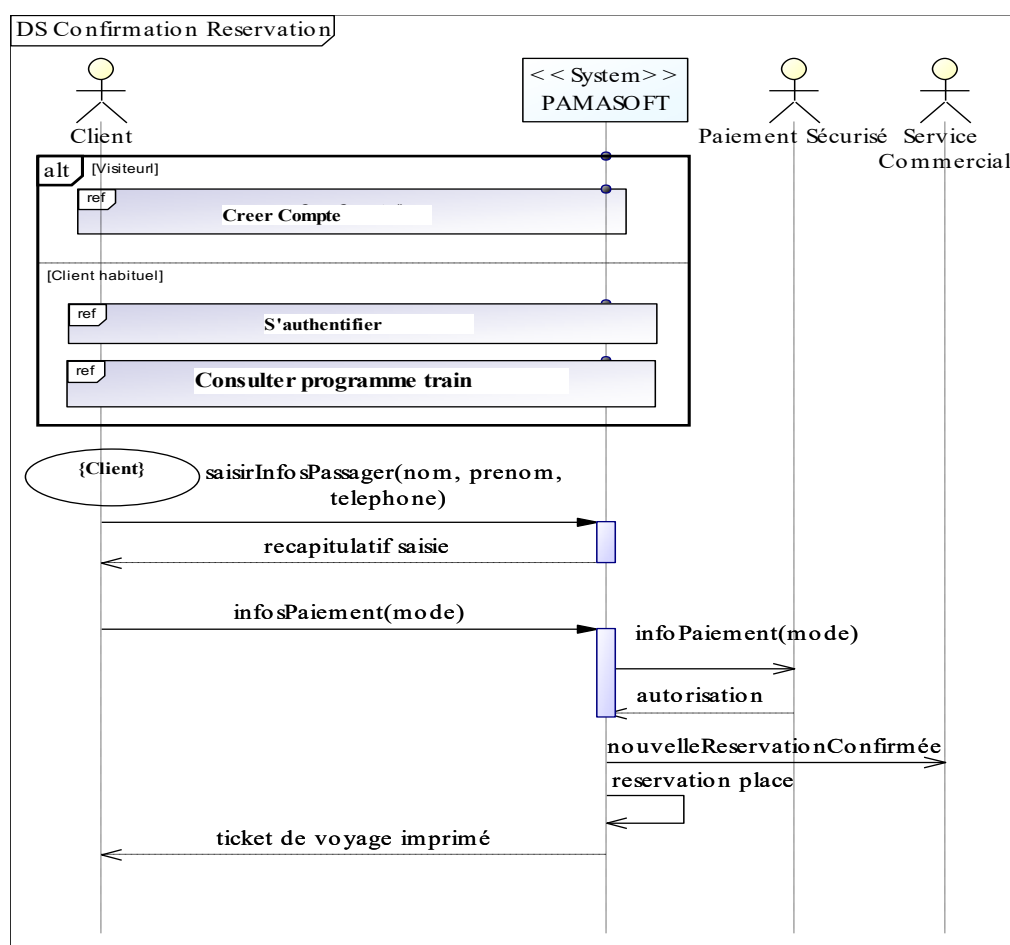 DS Confirmation Reservation
<< System>>
PAMASOFT
Client
Paiement Sécurisé
Service
Commercial
alt
[Visiteurl]
ref
Creer Compte
[Client habituel]
ref
S'authentifier
ref
Consulter programme train
{Client}
saisirInfosPassager(nom, prenom,
telephone)
recapitulatif saisie
infosPaiement(mode)
infoPaiement(mode)
autorisation
nouvelleReservationConfirmée
reservation place
ticket de voyage imprimé